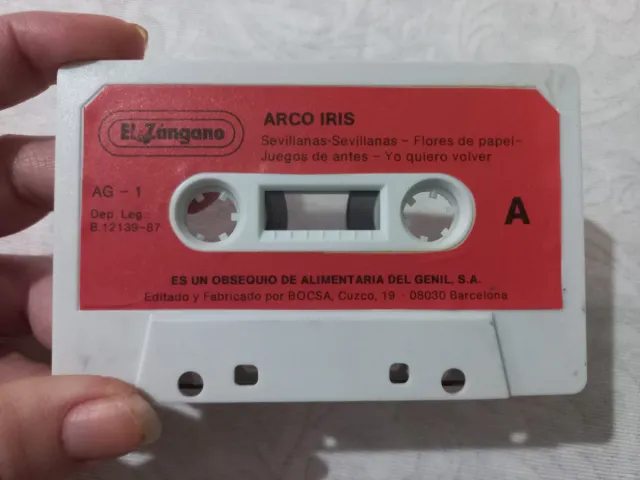 El Zángano
ARCO IRIS
Sevillanas-Sevillanas - Flores de papel-
Juegos de antes - Yo quiero volver
AG - 1
Dep. Leg.:
B.12139-87
A
ES UN OBSEQUIO DE ALIMENTARIA DEL GENIL, S.A.
Editado y Fabricado por BOCSA, Cuzco, 19 - 08030 Barcelona